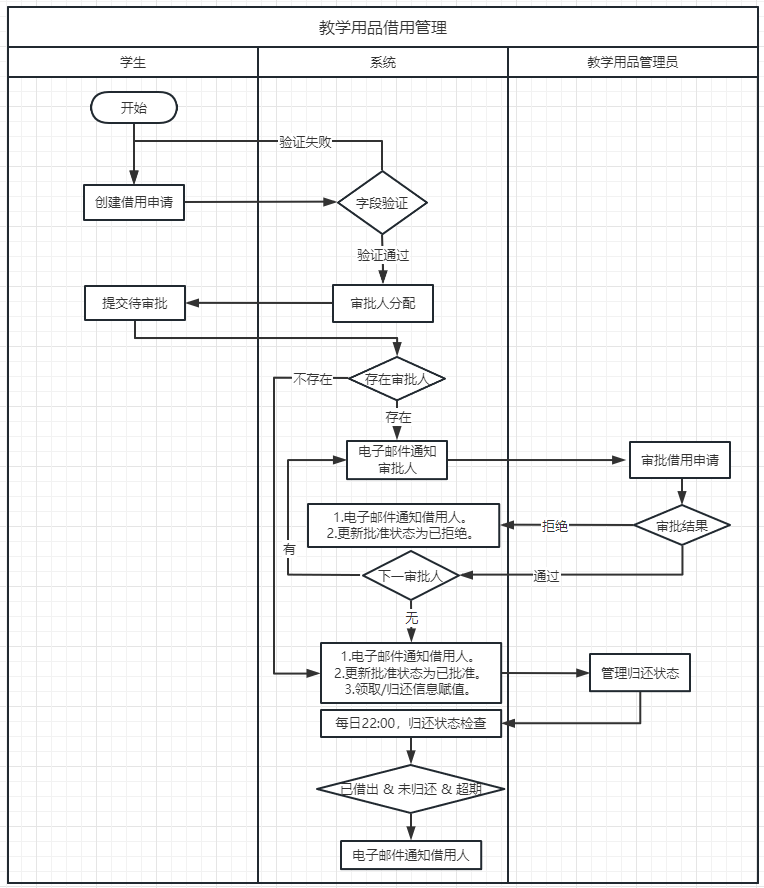 教学用品借用管理
学生
系统
教学用品管理员
开始
验证失败
创建借用申请
字段验证
验证通过
提交待审批
审批人分配
不存在
存在审批人
存在
电子邮件通知
审批人
审批借用申请
1.电子邮件通知借用人。
2.更新批准状态为已拒绝。
拒绝
审批结果
有
下一审批人
通过
无
1.电子邮件通知借用人。
2.更新批准状态为已批准。
3.领取/归还信息赋值。
管理归还状态
每日22:00，归还状态检查
已借出 & 未归还 & 超期
电子邮件通知借用人